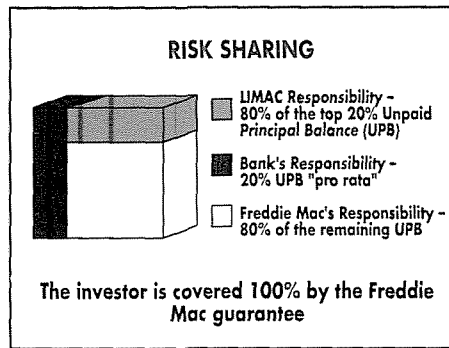 RISK SHARING
LIMAC Responsibility –
80% of the top 20% Unpaid
Principal Balance (UPB)
Bank's Responsibility –
20% UPB "pro rata"
Freddie Mac's Responsibility –
80% of the remaining UPB
The investor is covered 100% by the Freddie
Mac guarantee